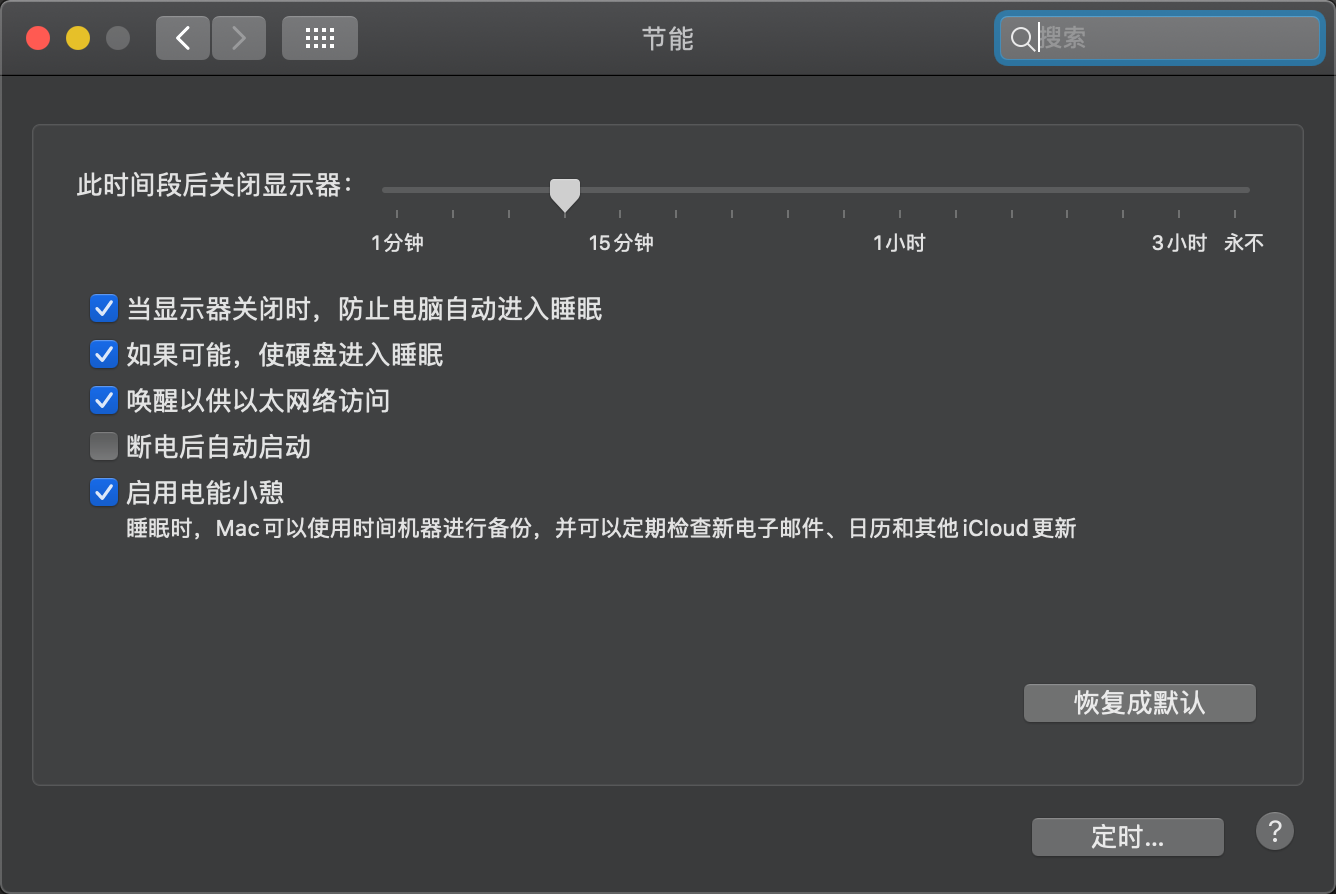 节能
搜索
此时间段后关闭显示器：
1分钟 15分钟 1小时 3小时 永不
当显示器关闭时，防止电脑自动进入睡眠
如果可能，使硬盘进入睡眠
唤醒以供以太网络访问
断电后自动启动
启用电能小憩
睡眠时，Mac可以使用时间机器进行备份，并可以定期检查新电子邮件、日历和其他iCloud更新
恢复成默认
定时...
?